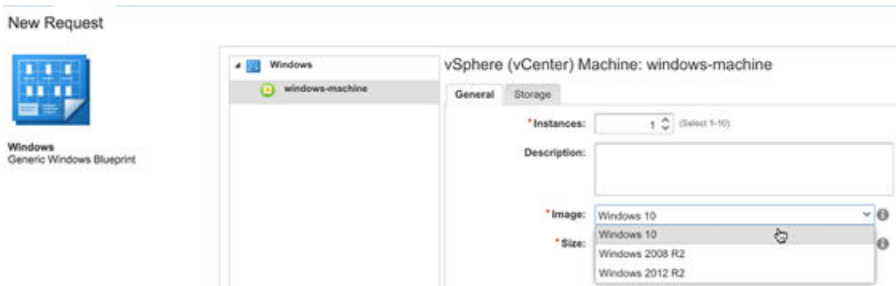 New Request
Windows
Generic Windows Blueprint
Windows
windows-machine
vSphere (vCenter) Machine: windows-machine
General Storage
*Instances: 1 (Select 1-10)
Description:
*Image: Windows 10
*Size:
Windows 10
Windows 2008 R2
Windows 2012 R2